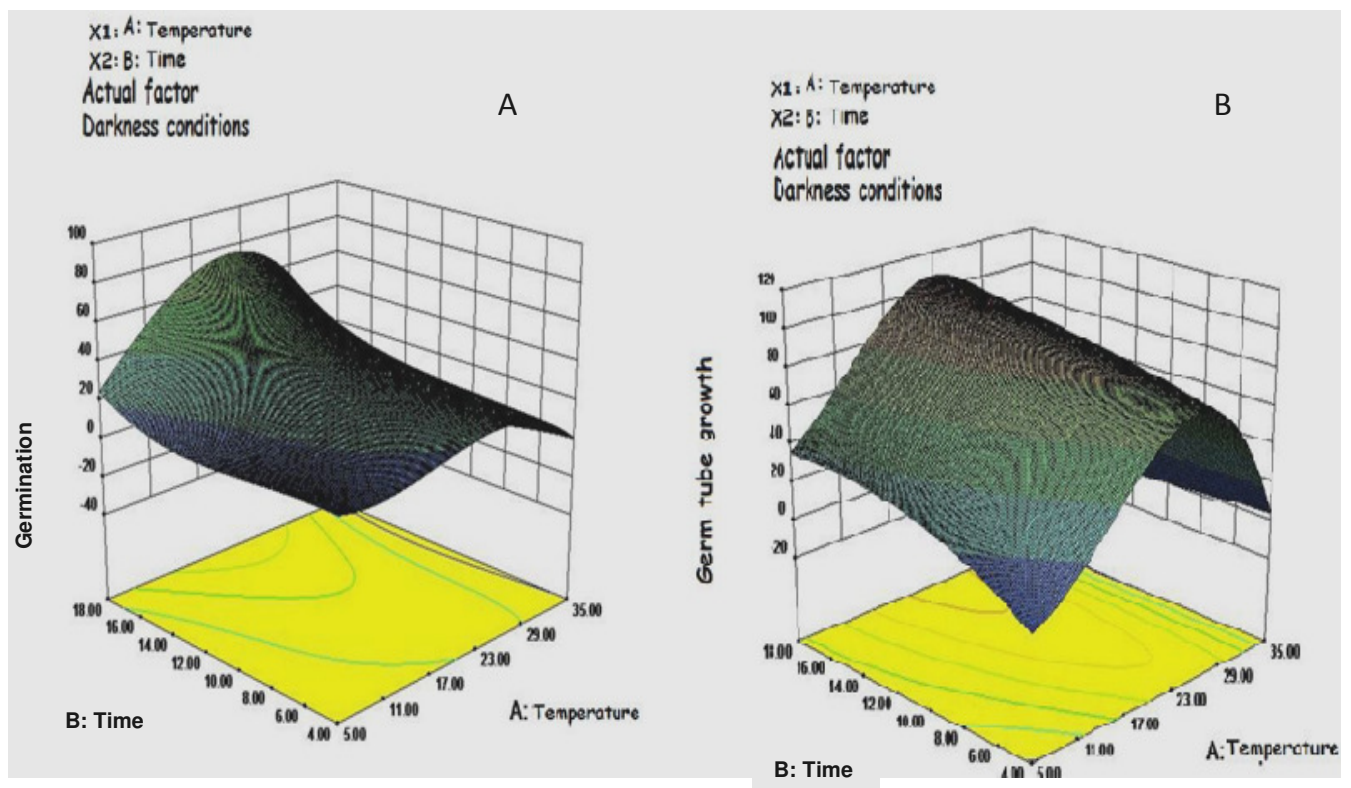 X1: A: Temperature
X2: B: Time
Actual factor
Darkness conditions
A
Germination
100
80
60
40
20
0
-20
-40
18.00
16.00
14.00
12.00
10.00
8.00
6.00
4.00
5.00
11.00
17.00
23.00
29.00
35.00
B: Time
A: Temperature
X1: A: Temperature
X2: B: Time
Actual factor
Darkness conditions
B
Germ tube growth
100
80
60
40
20
0
20
16.00
14.00
12.00
10.00
8.00
6.00
4.00
5.00
11.00
17.00
23.00
29.00
35.00
B: Time
A: Temperature